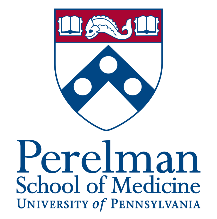 Perelman
School of Medicine
University of Pennsylvania